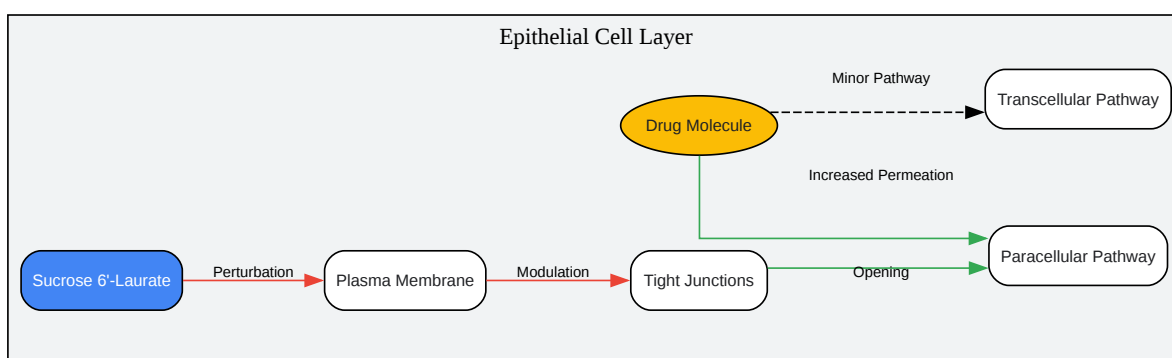 Epithelial Cell Layer
Minor Pathway
Transcellular Pathway
Drug Molecule
Increased Permeation
Paracellular Pathway
Sucrose 6'-Laurate
Perturbation
Plasma Membrane
Modulation
Tight Junctions
Opening